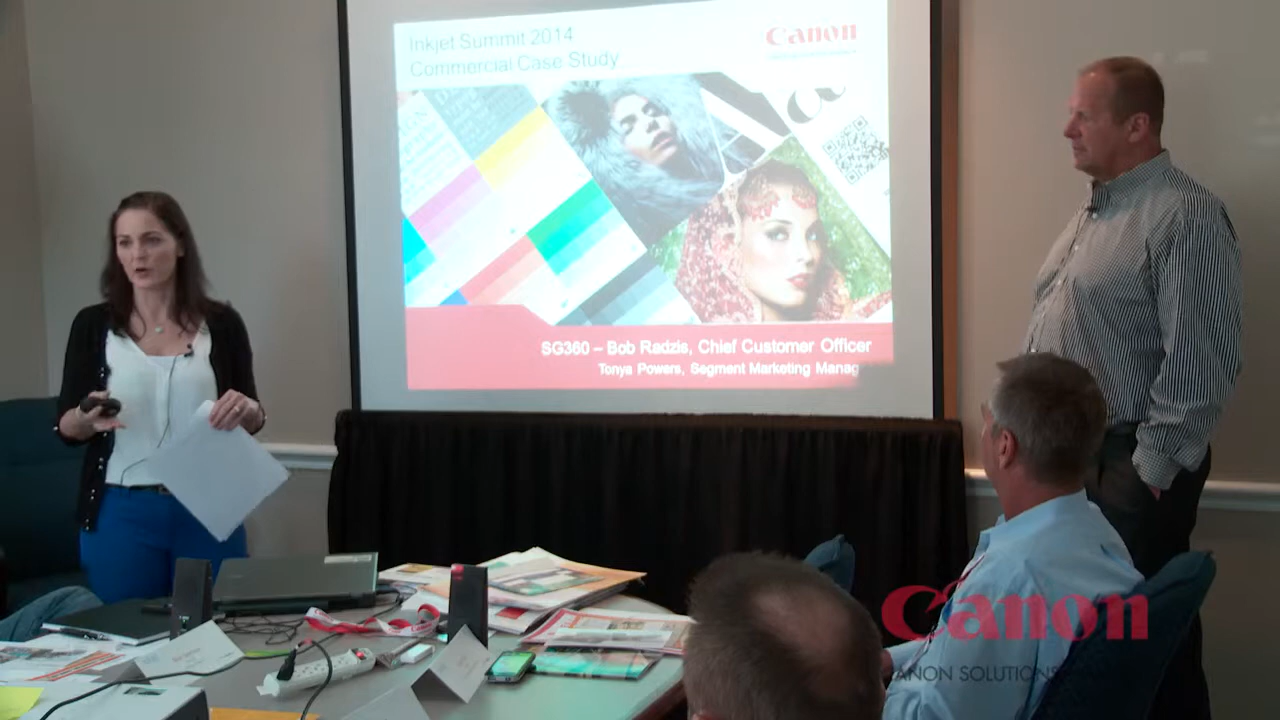 Inkjet Summit 2014
Commercial Case Study
Canon
SG360 – Bob Radzis, Chief Customer Officer
Tonya Powers, Segment Marketing Manag
Canon
ANON SOLUTIONS